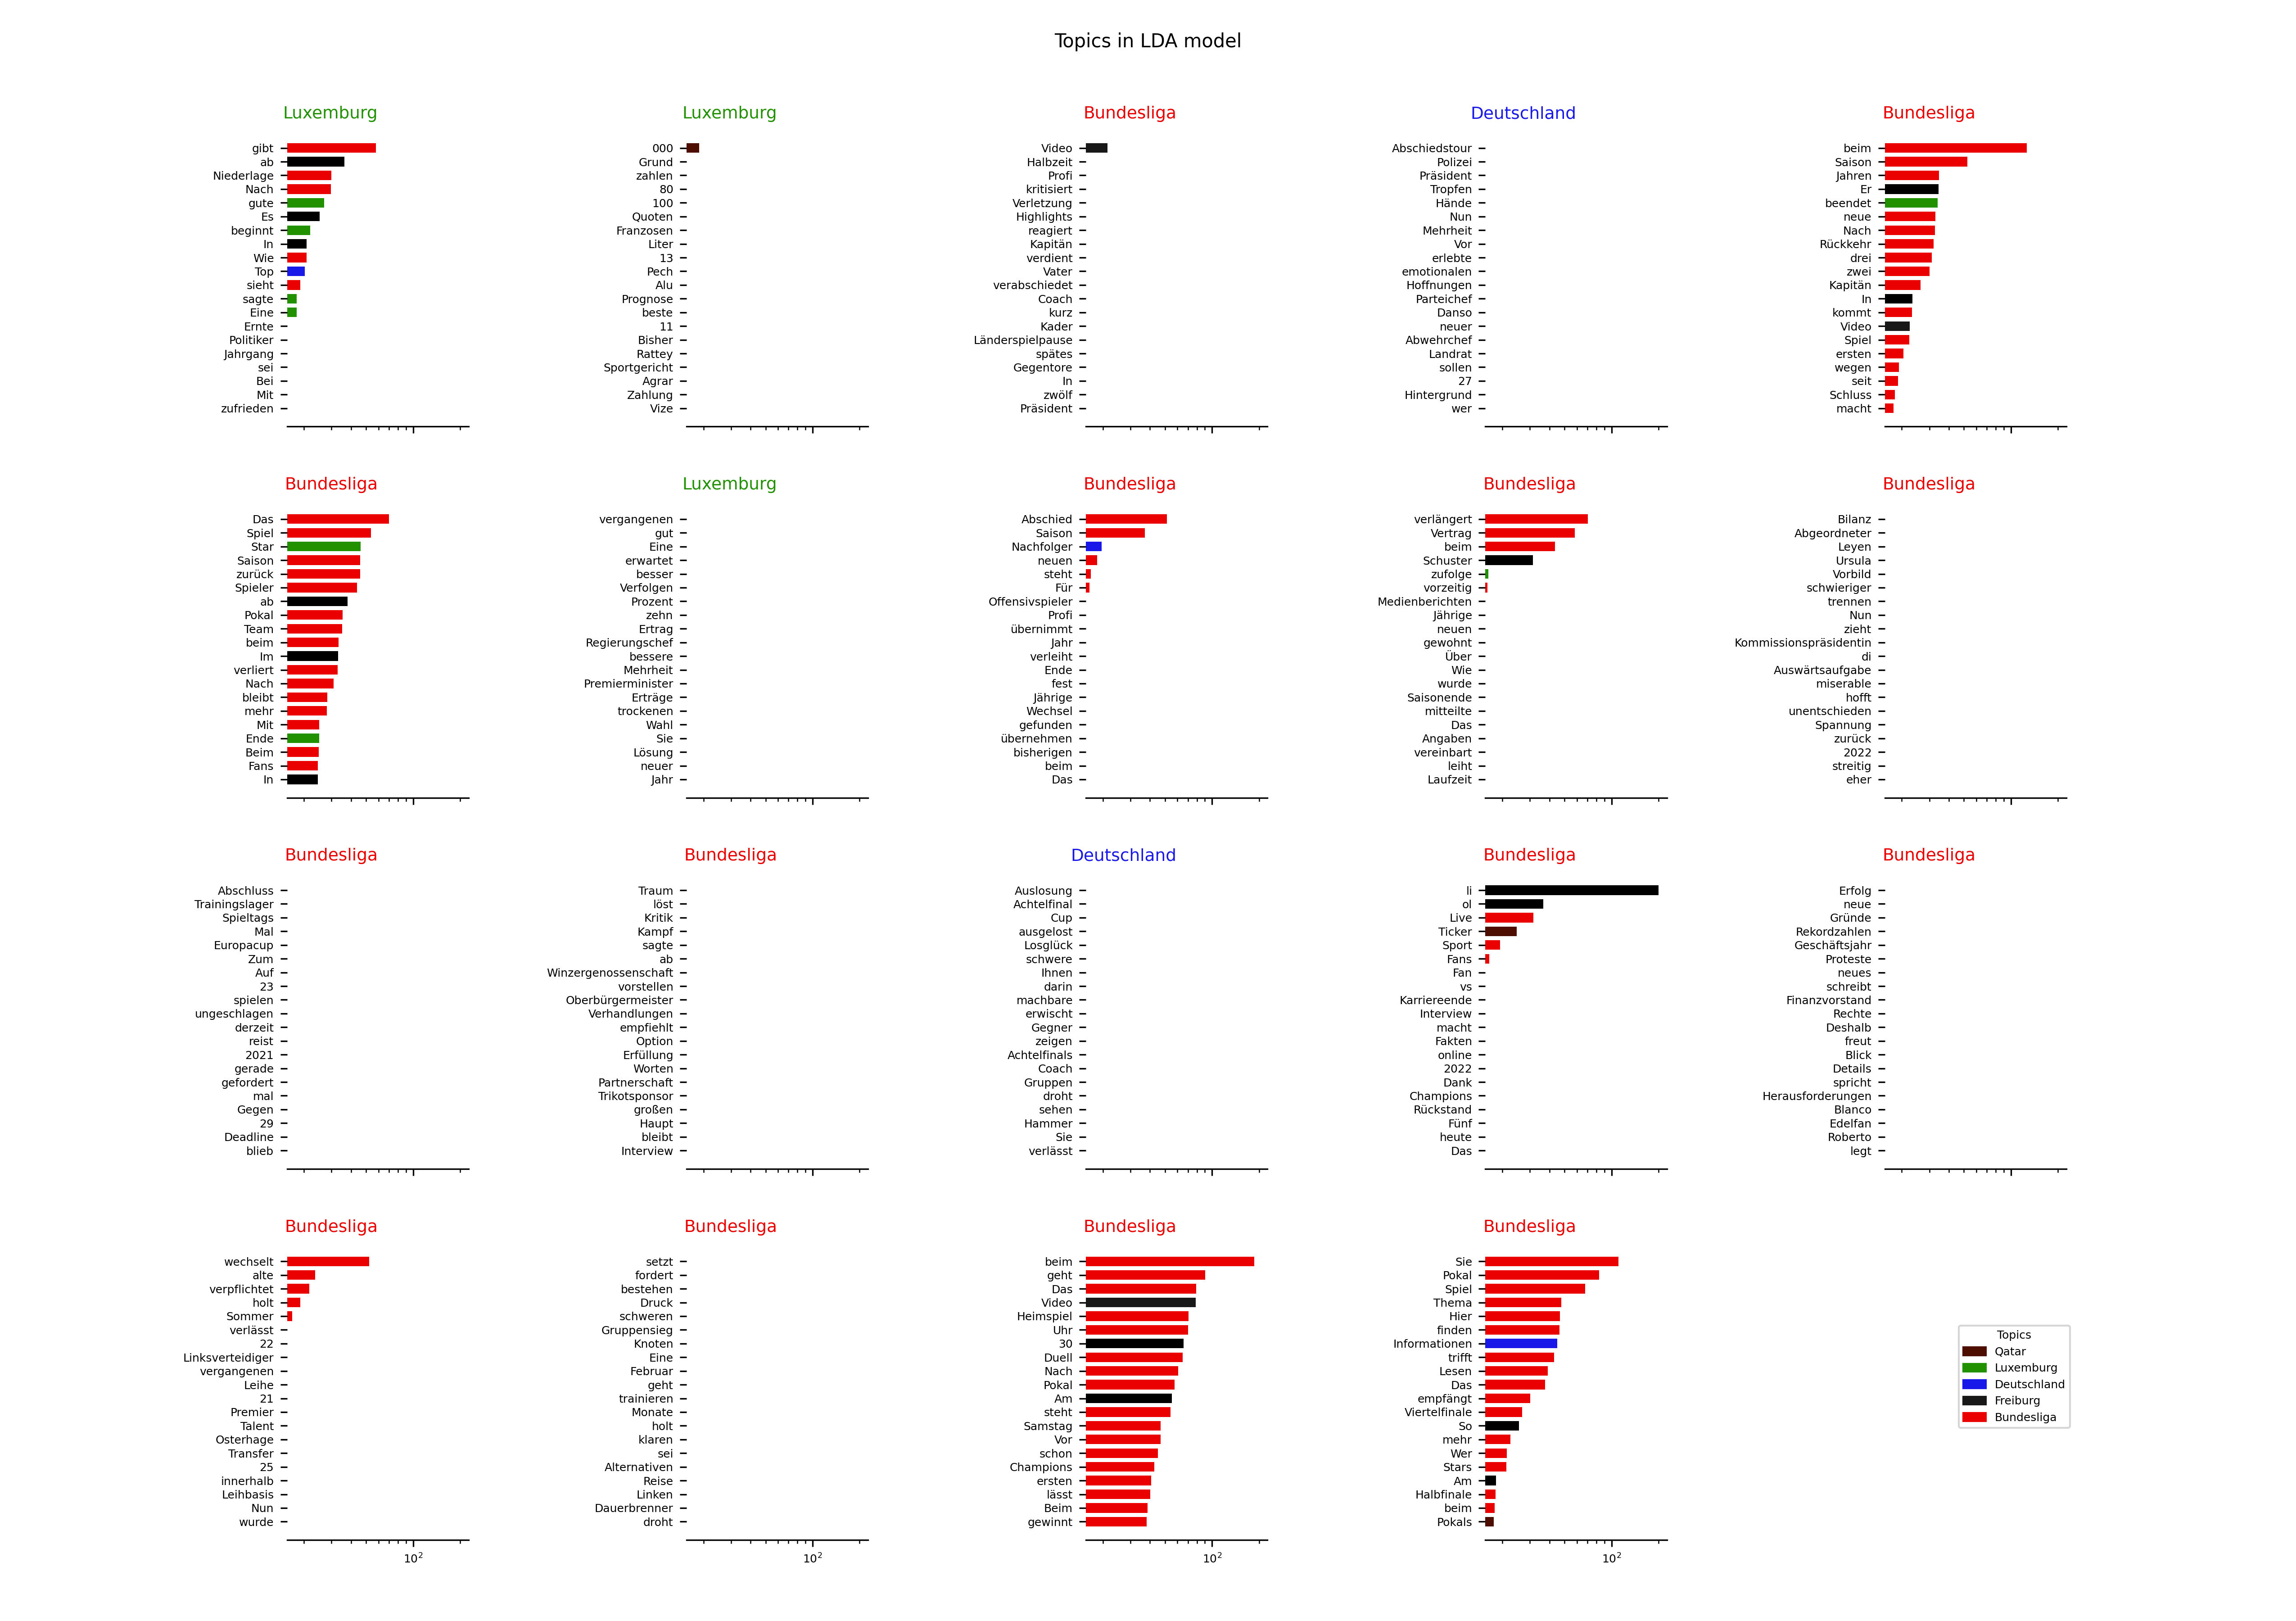 Topics in LDA model
Luxemburg
gibt
ab
Niederlage
Nach
gute
Es
beginnt
In
Wie
Top
sieht
sagte
Eine
Ernte
Politiker
Jahrgang
sei
Bei
Mit
zufrieden
Luxemburg
000
Grund
zahlen
80
100
Quoten
Franzosen
Liter
13
Pech
Alu
Prognose
beste
11
Bisher
Rattey
Sportgericht
Agrar
Zahlung
Vize
Bundesliga
Video
Halbzeit
Profi
kritisiert
Verletzung
Highlights
reagiert
Kapitän
verdient
Vater
verabschiedet
Coach
kurz
Kader
Länderspielpause
spätes
Gegentore
In
zwölf
Präsident
Deutschland
Abschiedstour
Polizei
Präsident
Tropfen
Hände
Nun
Mehrheit
Vor
erlebte
emotionalen
Hoffnungen
Parteichef
Danso
neuer
Abwehrchef
Landrat
sollen
27
Hintergrund
wer
Bundesliga
beim
Saison
Jahren
Er
beendet
neue
Nach
Rückkehr
drei
zwei
Kapitän
In
kommt
Video
Spiel
ersten
wegen
seit
Schluss
macht
Bundesliga
Das
Spiel
Star
Saison
zurück
Spieler
ab
Pokal
Team
beim
Im
verliert
Nach
bleibt
mehr
Mit
Ende
Beim
Fans
In
Luxemburg
vergangenen
gut
Eine
erwartet
besser
Verfolgen
Prozent
zehn
Ertrag
Regierungschef
bessere
Mehrheit
Premierminister
Erträge
trockenen
Wahl
Sie
Lösung
neuer
Jahr
Bundesliga
Abschied
Saison
Nachfolger
neuen
steht
Für
Offensivspieler
Profi
übernimmt
Jahr
verleiht
Ende
fest
Jährige
Wechsel
gefunden
übernehmen
bisherigen
beim
Das
Bundesliga
verlängert
Vertrag
beim
Schuster
zufolge
vorzeitig
Medienberichten
Jährige
neuen
gewohnt
Über
Wie
wurde
Saisonende
mitteilte
Das
Angaben
vereinbart
leiht
Laufzeit
Bundesliga
Bilanz
Abgeordneter
Leyen
Ursula
Vorbild
schwieriger
trennen
Nun
zieht
Kommissionspräsidentin
di
Auswärtsaufgabe
miserable
hofft
unentschieden
Spannung
zurück
2022
streitig
eher
Bundesliga
Abschluss
Trainingslager
Spieltags
Mal
Europacup
Zum
Auf
23
spielen
ungeschlagen
derzeit
reist
2021
gerade
gefordert
mal
Gegen
29
Deadline
blieb
Bundesliga
Traum
löst
Kritik
Kampf
sagte
ab
Winzergenossenschaft
vorstellen
Oberbürgermeister
Verhandlungen
empfiehlt
Option
Erfüllung
Worten
Partnerschaft
Trikotsponsor
großen
Haupt
bleibt
Interview
Deutschland
Auslosung
Achtelfinal
Cup
ausgelost
Losglück
schwere
Ihnen
darin
machbare
erwischt
Gegner
zeigen
Achtelfinals
Coach
Gruppen
droht
sehen
Hammer
Sie
verlässt
Bundesliga
li
ol
Live
Ticker
Sport
Fans
Fan
vs
Karriereende
Interview
macht
Fakten
online
2022
Dank
Champions
Rückstand
Fünf
heute
Das
Bundesliga
Erfolg
neue
Gründe
Rekordzahlen
Geschäftsjahr
Proteste
neues
schreibt
Finanzvorstand
Rechte
Deshalb
freut
Blick
Details
spricht
Herausforderungen
Blanco
Edelfan
Roberto
legt
Bundesliga
wechselt
alte
verpflichtet
holt
Sommer
verlässt
22
Linksverteidiger
vergangenen
Leihe
21
Premier
Talent
Osterhage
Transfer
25
innerhalb
Leihbasis
Nun
wurde
10²
Bundesliga
setzt
fordert
bestehen
Druck
schweren
Gruppensieg
Knoten
Eine
Februar
geht
trainieren
Monate
holt
klaren
sei
Alternativen
Reise
Linken
Dauerbrenner
droht
10²
Bundesliga
beim
geht
Das
Video
Heimspiel
Uhr
30
Duell
Nach
Pokal
Am
steht
Samstag
Vor
schon
Champions
ersten
lässt
Beim
gewinnt
10²
Bundesliga
Sie
Pokal
Spiel
Thema
Hier
finden
Informationen
trifft
Lesen
Das
empfängt
Viertelfinale
So
mehr
Wer
Stars
Am
Halbfinale
beim
Pokals
10²
Topics
Qatar
Luxemburg
Deutschland
Freiburg
Bundesliga